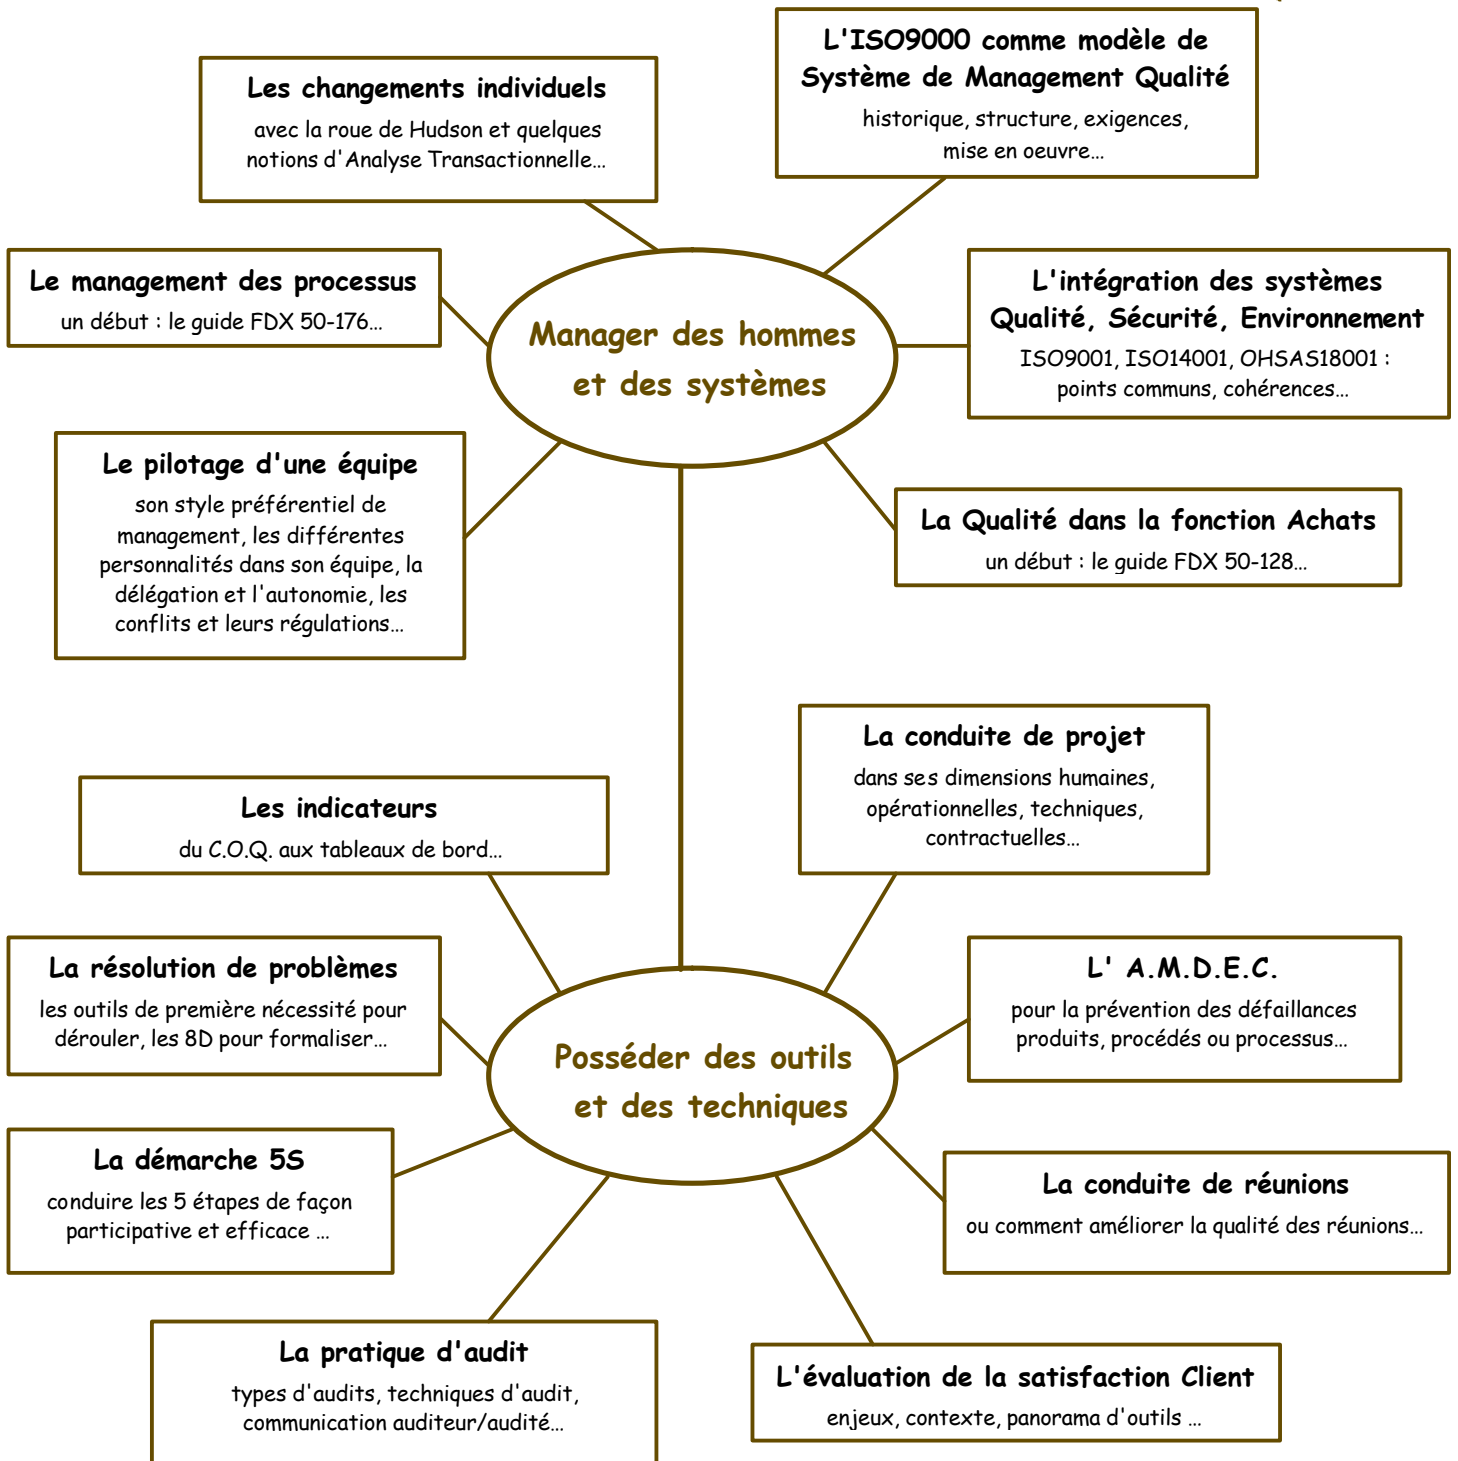 L'ISO9000 comme modèle de
Système de Management Qualité
historique, structure, exigences,
mise en oeuvre...
Les changements individuels
avec la roue de Hudson et quelques
notions d'Analyse Transactionnelle...
Le management des processus
un début : le guide FDX 50-176...
Manager des hommes
et des systèmes
L'intégration des systèmes
Qualité, Sécurité, Environnement
ISO9001, ISO14001, OHSAS18001 :
points communs, cohérences...
Le pilotage d'une équipe
son style préférentiel de
management, les différentes
personnalités dans son équipe, la
délégation et l'autonomie, les
conflits et leurs régulations...
La Qualité dans la fonction Achats
un début : le guide FDX 50-128...
La conduite de projet
dans ses dimensions humaines,
opérationnelles, techniques,
contractuelles...
Les indicateurs
du C.O.Q. aux tableaux de bord...
La résolution de problèmes
les outils de première nécessité pour
dérouler, les 8D pour formaliser...
L' A.M.D.E.C.
pour la prévention des défaillances
produits, procédés ou processus...
Posséder des outils
et des techniques
La démarche 5S
conduire les 5 étapes de façon
participative et efficace ...
La conduite de réunions
ou comment améliorer la qualité des réunions...
La pratique d'audit
types d'audits, techniques d'audit,
communication auditeur/audité...
L'évaluation de la satisfaction Client
enjeux, contexte, panorama d'outils ...